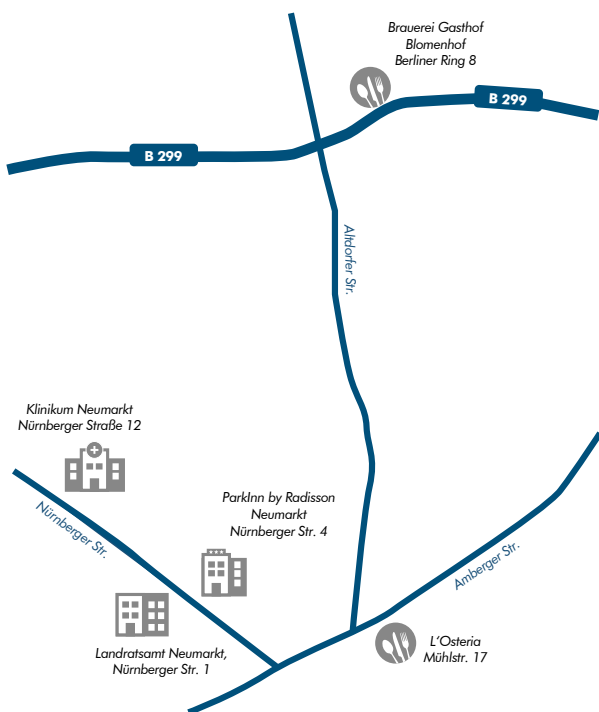 Brauerei Gasthof
Blomenhof
Berliner Ring 8
B 299
B 299
Altdorfer Str.
Klinikum Neumarkt
Nürnberger Straße 12
Nürnberger Str.
ParkInn by Radisson
Neumarkt
Nürnberger Str. 4
Amberger Str.
Landratsamt Neumarkt,
Nürnberger Str. 1
L‘Osteria
Mühlstr. 17